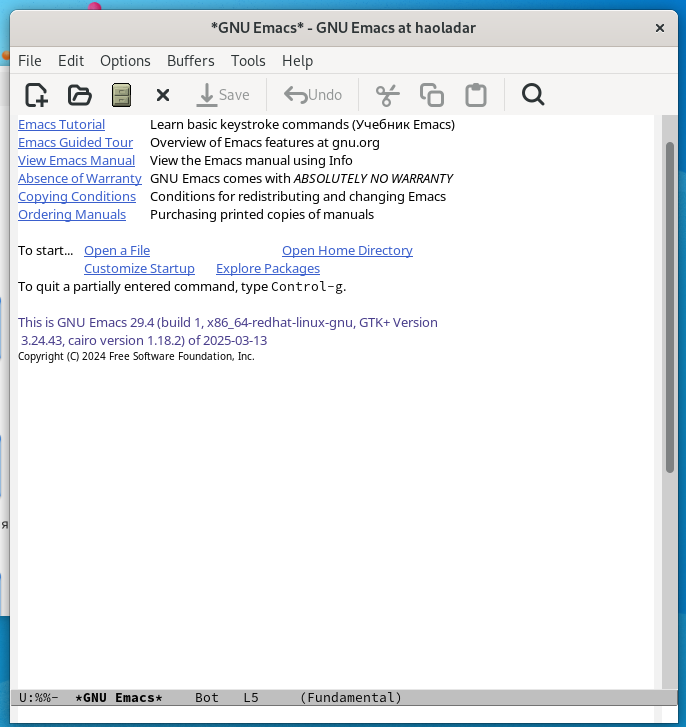 *GNU Emacs* - GNU Emacs at haoladar
File Edit Options Buffers Tools Help
Save Undo
Emacs Tutorial Learn basic keystroke commands (Учебник Emacs)
Emacs Guided Tour Overview of Emacs features at gnu.org
View Emacs Manual View the Emacs manual using Info
Absence of Warranty GNU Emacs comes with ABSOLUTELY NO WARRANTY
Copying Conditions Conditions for redistributing and changing Emacs
Ordering Manuals Purchasing printed copies of manuals
To start... Open a File Open Home Directory
Customize Startup Explore Packages
To quit a partially entered command, type Control-g.
This is GNU Emacs 29.4 (build 1, x86_64-redhat-linux-gnu, GTK+ Version
3.24.43, cairo version 1.18.2) of 2025-03-13
Copyright (C) 2024 Free Software Foundation, Inc.
я
U:%%- *GNU Emacs* Bot L5 (Fundamental)